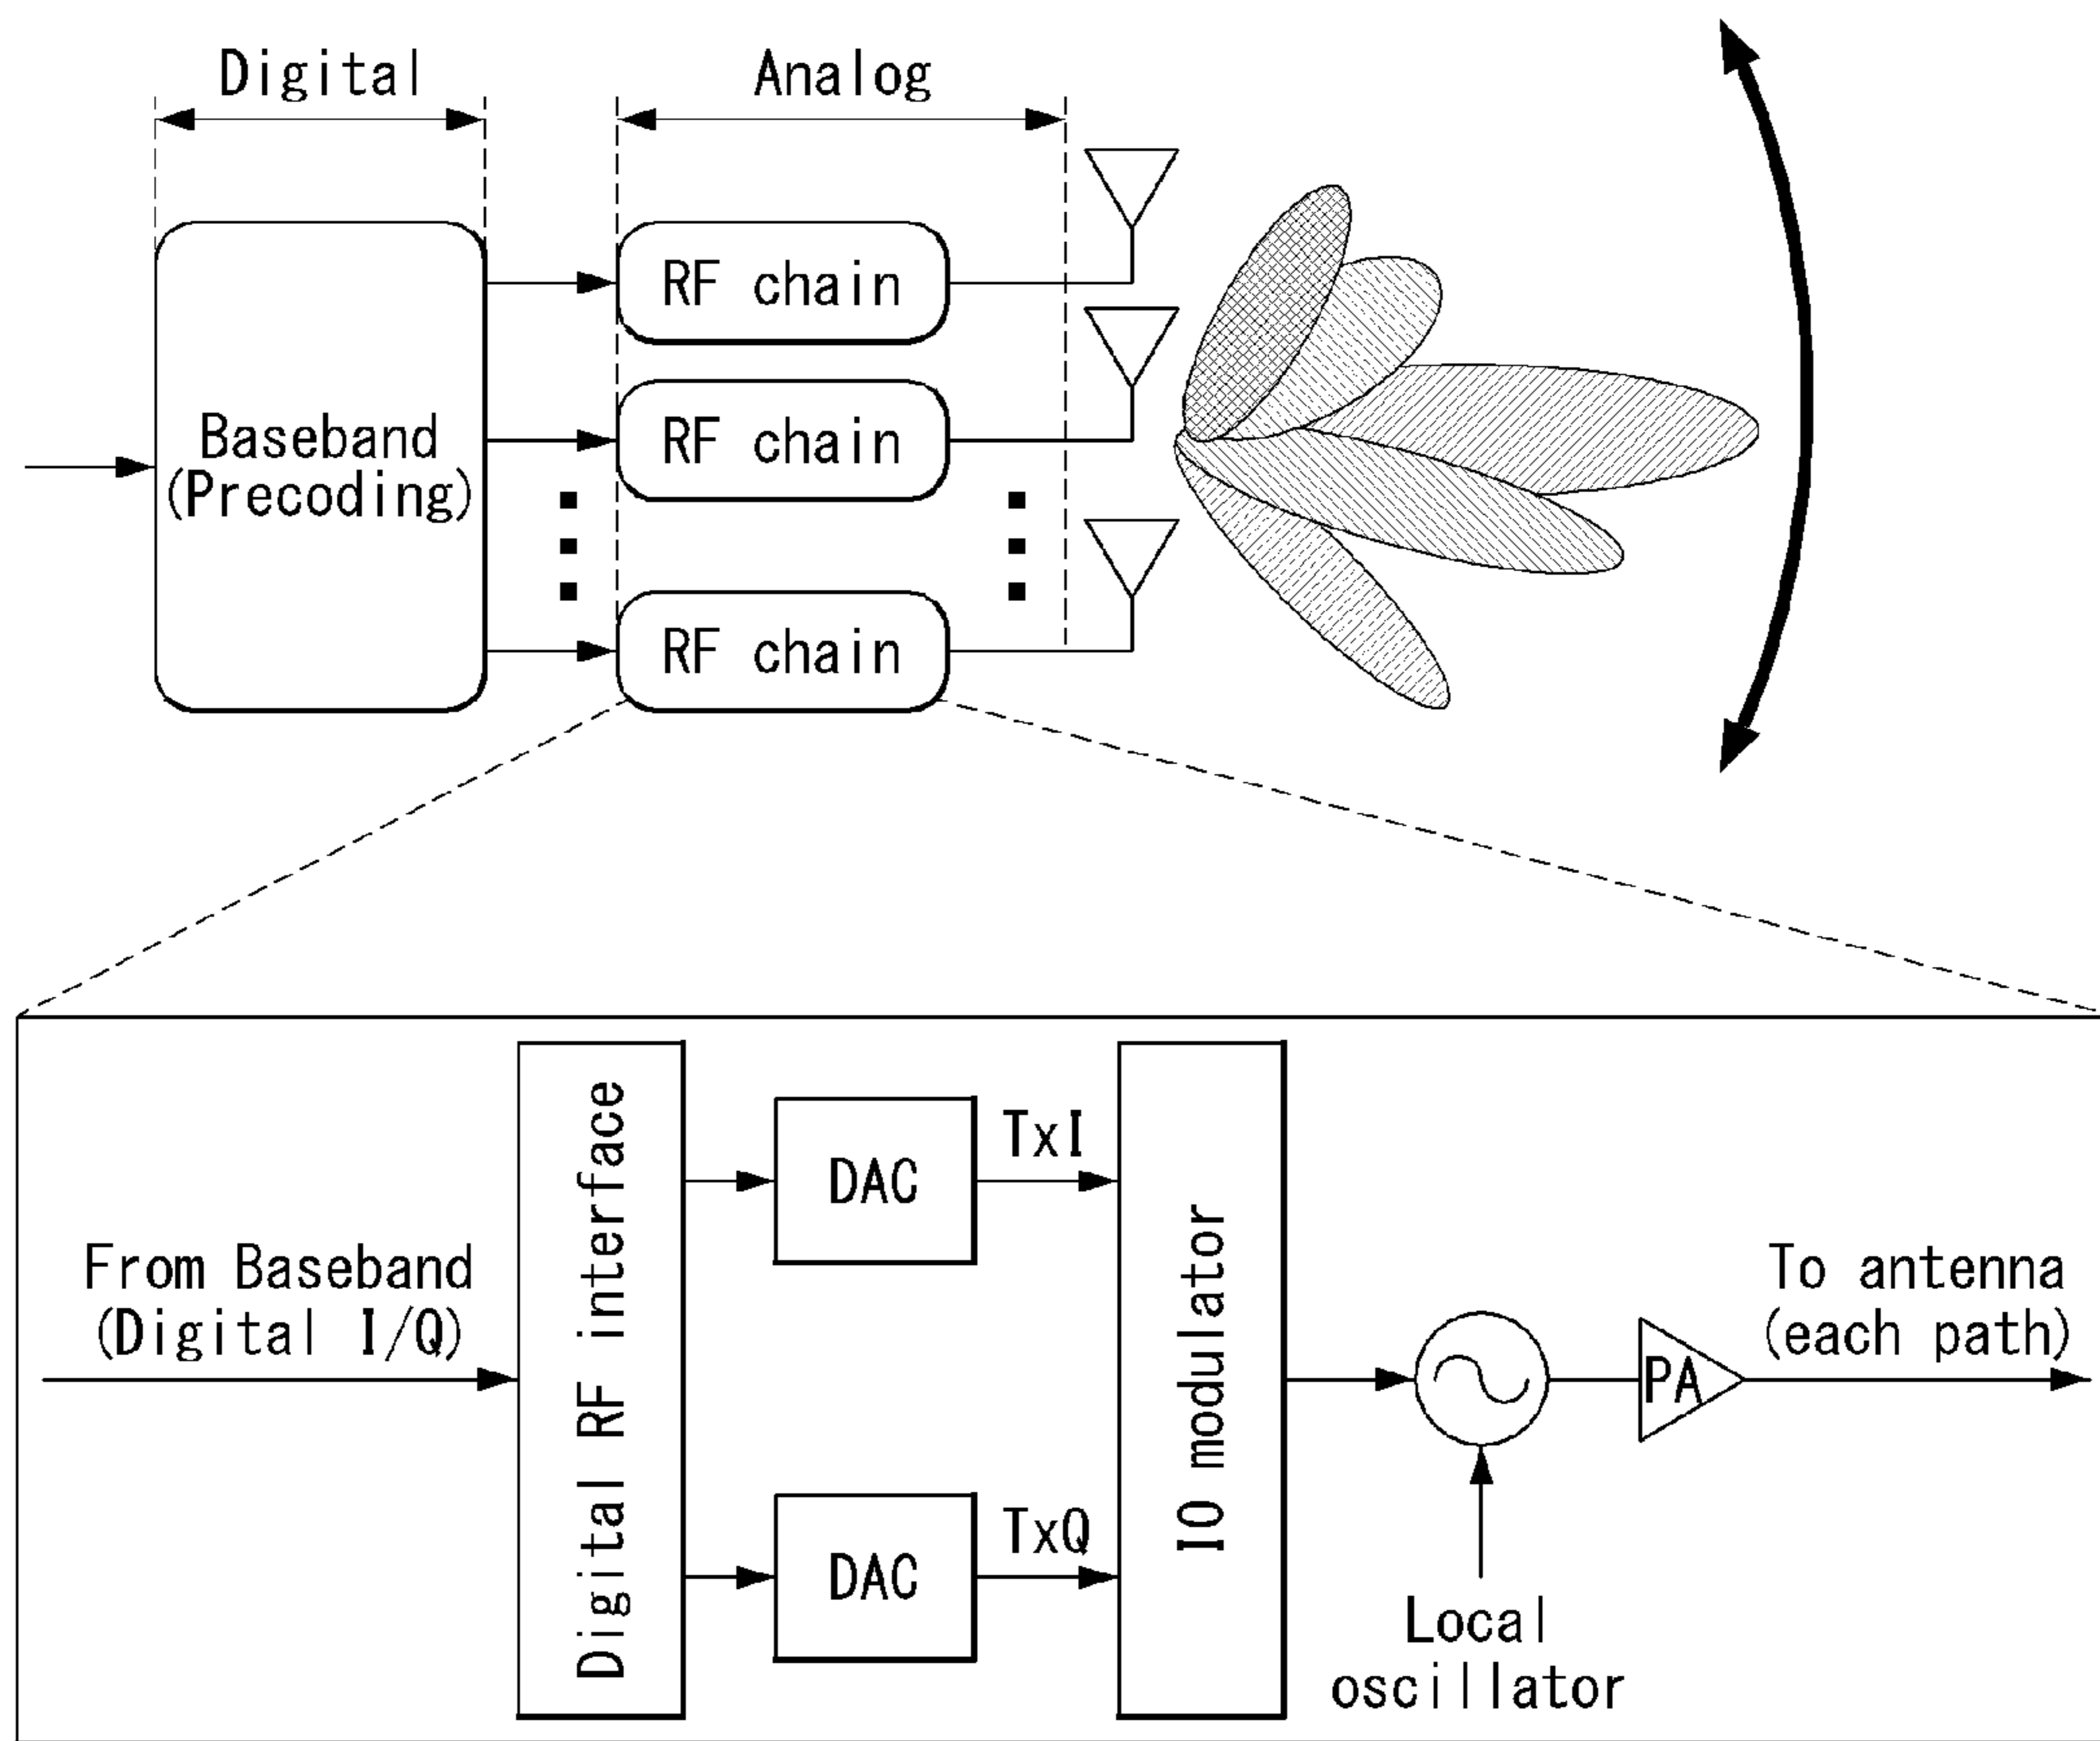 Digital
Analog
Baseband
(Precoding)
RF chain
RF chain
RF chain
From Baseband
(Digital I/Q)
Digital RF interface
DAC
TxI
DAC
TxQ
IO modulator
Local
oscillator
PA
To antenna
(each path)